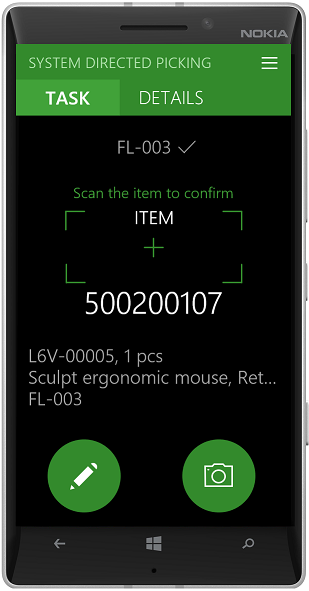 NOKIA
SYSTEM DIRECTED PICKING
TASK DETAILS
FL-003
Scan the item to confirm
ITEM
500200107
L6V-00005, 1 pcs
Sculpt ergonomic mouse, Ret...
FL-003